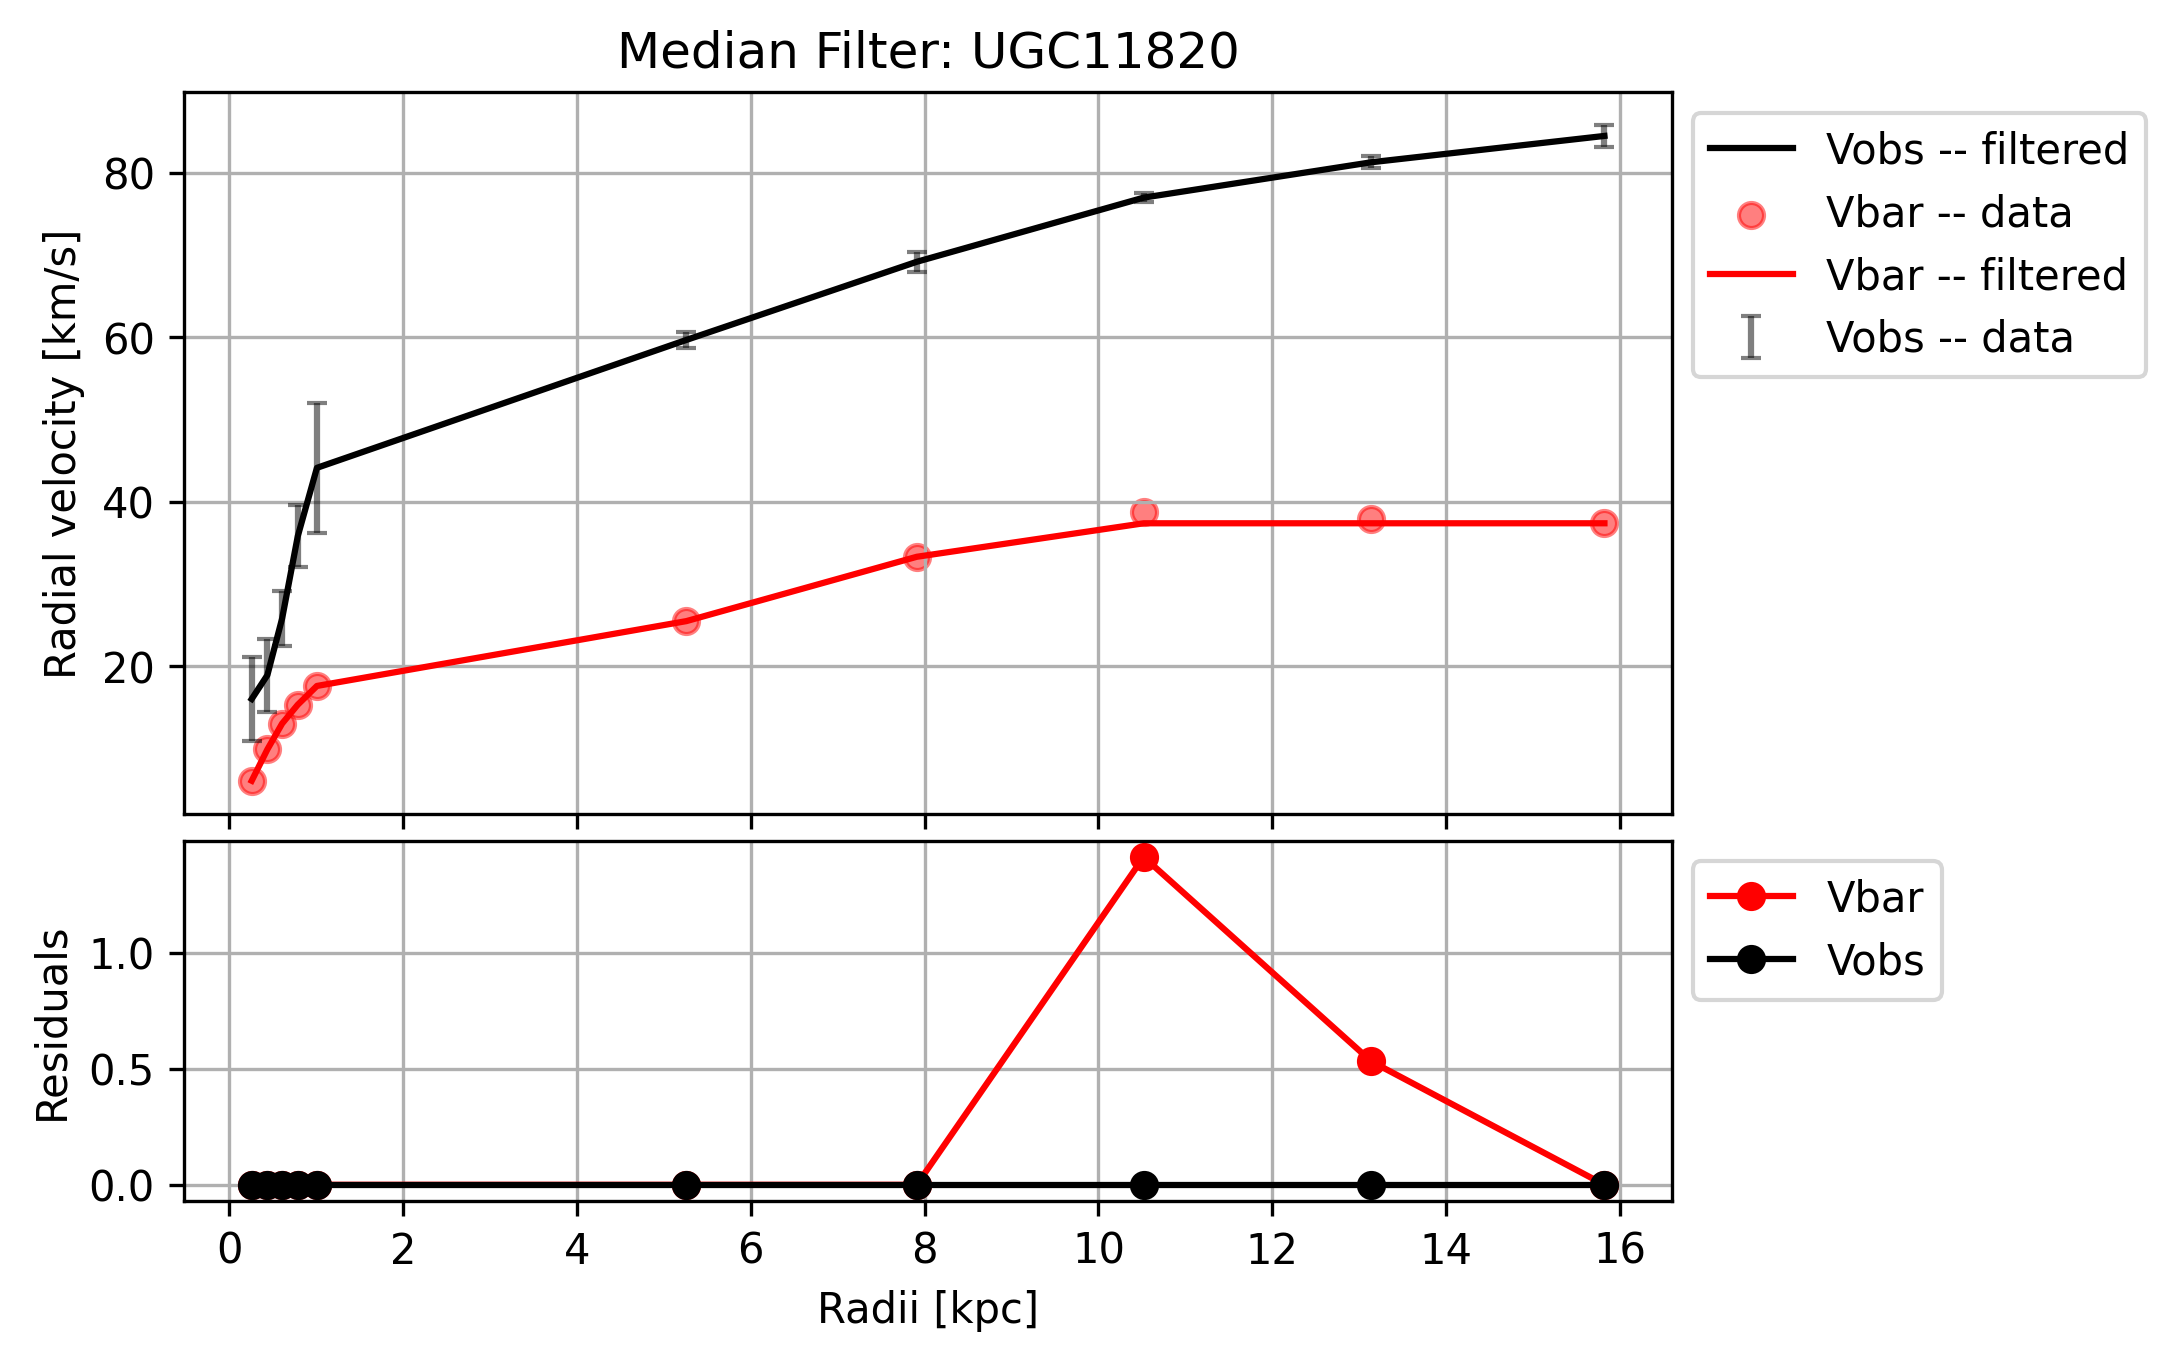 Median Filter: UGC11820
Radial velocity [km/s]
80
60
40
20
Vobs -- filtered
Vbar -- data
Vbar -- filtered
Vobs -- data
Residuals
1.0
0.5
0.0
Vbar
Vobs
0 2 4 6 8 10 12 14 16
Radii [kpc]